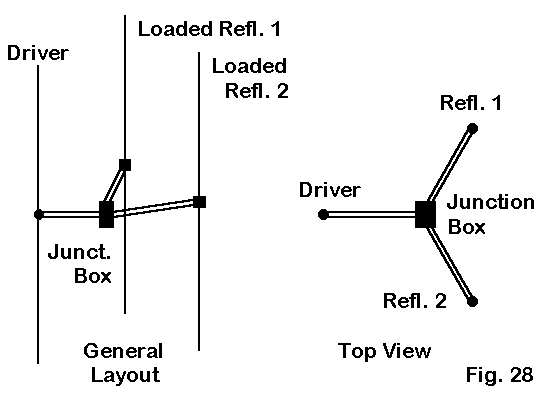 Driver
Loaded Refl. 1
Loaded
Refl. 2
Junct.
Box
General
Layout
Refl. 1
Driver
Junction
Box
Refl. 2
Top View
Fig. 28